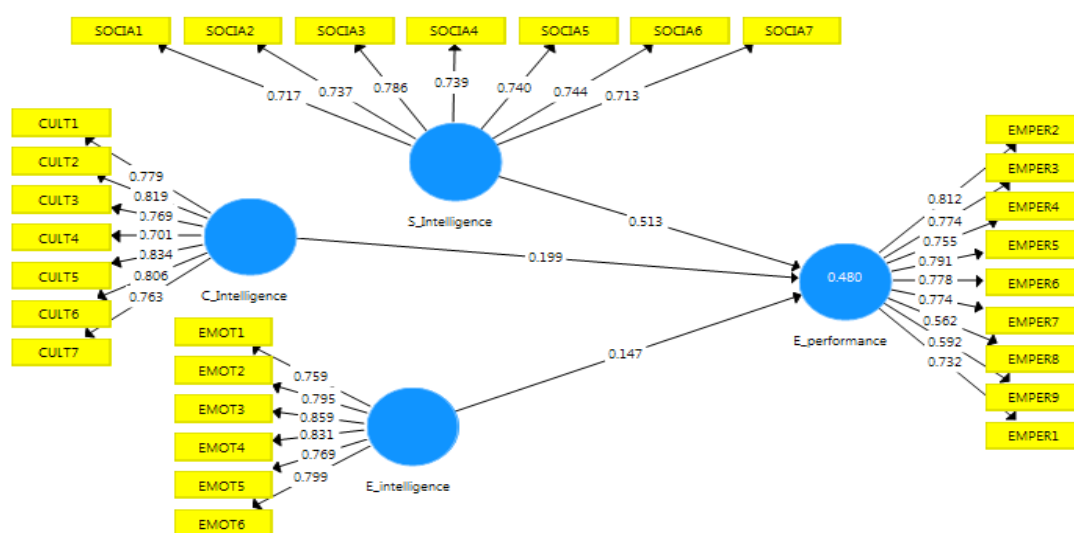 SOCIA1 SOCIA2 SOCIA3 SOCIA4 SOCIA5 SOCIA6 SOCIA7
0.717 0.737 0.786 0.739 0.740 0.744 0.713
S_Intelligence
CULT1
CULT2
CULT3
CULT4
CULT5
CULT6
CULT7
0.779
0.819
0.769
0.701
0.834
0.806
0.763
C_Intelligence
EMOT1
EMOT2
EMOT3
EMOT4
EMOT5
EMOT6
0.759
0.795
0.859
0.831
0.769
0.799
E_intelligence
0.513
0.199
0.147
0.480
E_performance
0.812
0.774
0.755
0.791
0.778
0.774
0.562
0.592
0.732
EMPER2
EMPER3
EMPER4
EMPER5
EMPER6
EMPER7
EMPER8
EMPER9
EMPER1